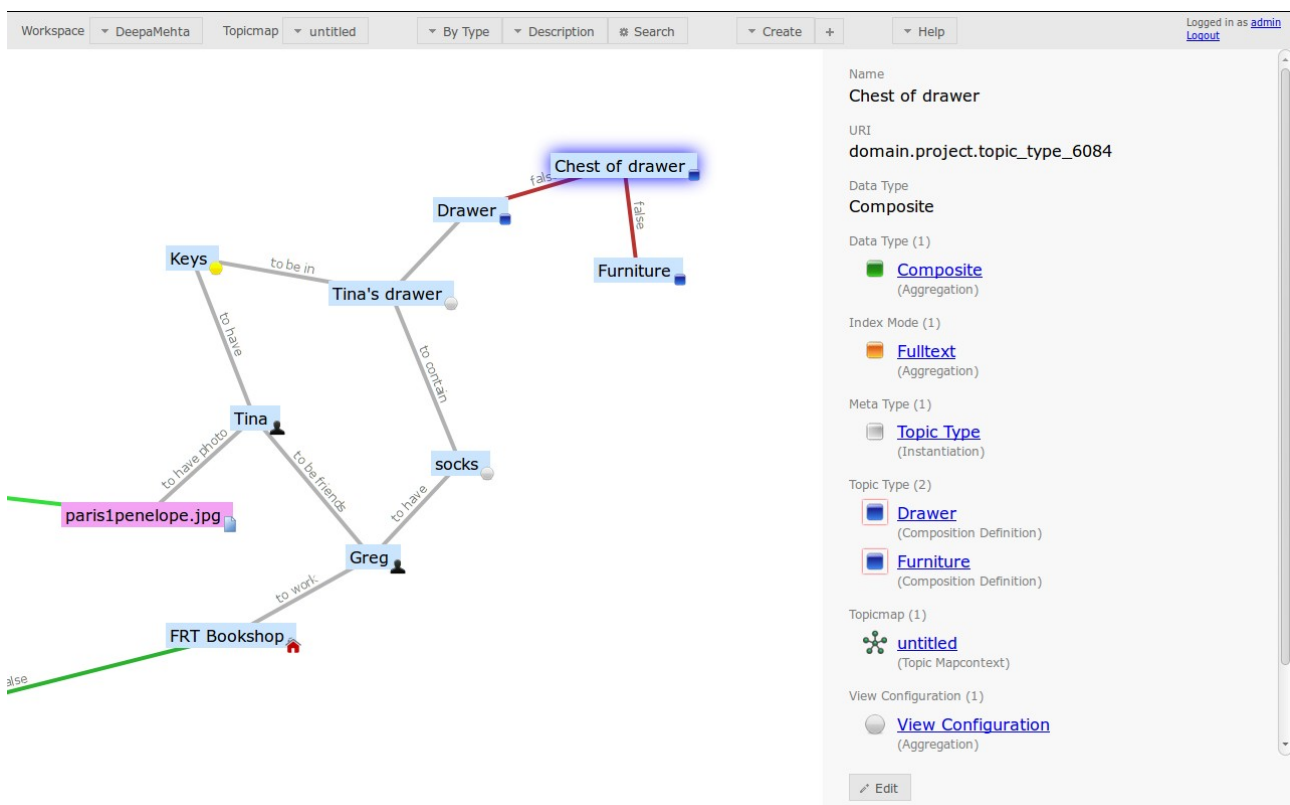 Workspace DeepaMehta Topicmap untitled By Type Description Search Create + Help
Logged in as admin
Logout
Chest of drawer
false
Drawer
false
Keys
to be in
Furniture
Tina's drawer
to have
to contain
Tina
to have photo
to be friends
socks
to have
paris1penelope.jpg
Greg
to work
FRT Bookshop
alse
Name
Chest of drawer
URI
domain.project.topic_type_6084
Data Type
Composite
Data Type (1)
Composite
(Aggregation)
Index Mode (1)
Fulltext
(Aggregation)
Meta Type (1)
Topic Type
(Instantiation)
Topic Type (2)
Drawer
(Composition Definition)
Furniture
(Composition Definition)
Topicmap (1)
untitled
(Topic Mapcontext)
View Configuration (1)
View Configuration
(Aggregation)
Edit